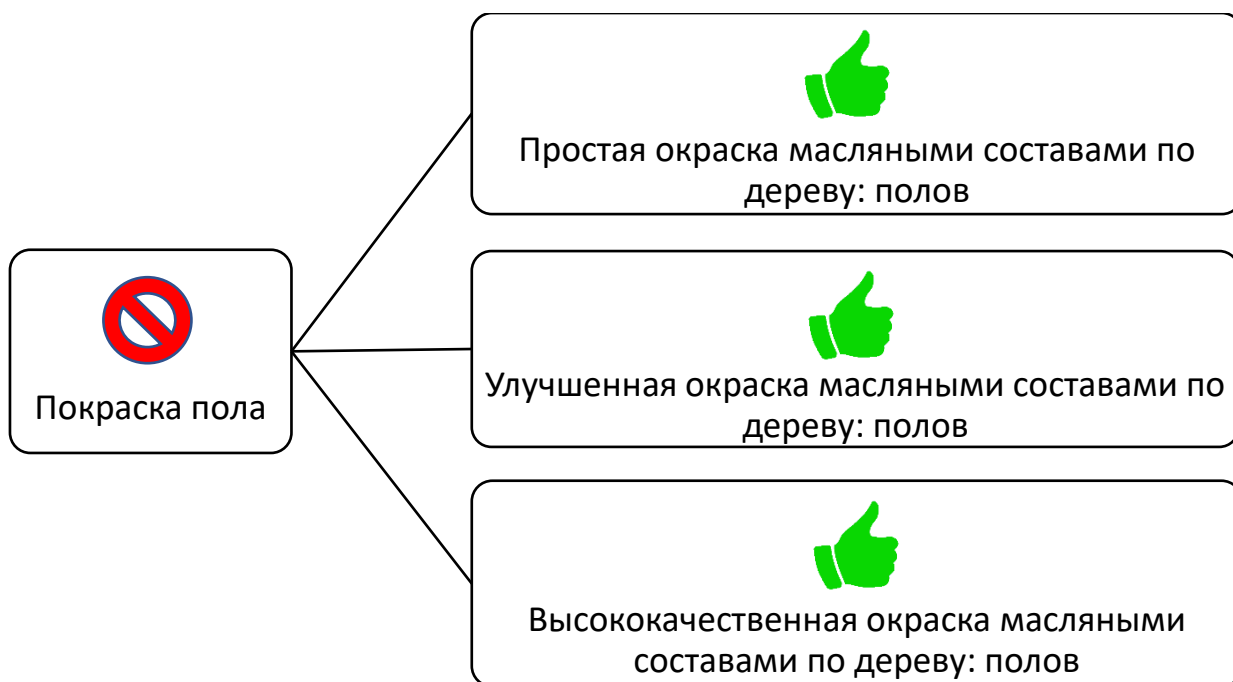 Простая окраска масляными составами по
дереву: полов
Покраска пола
Улучшенная окраска масляными составами по
дереву: полов
Высококачественная окраска масляными
составами по дереву: полов